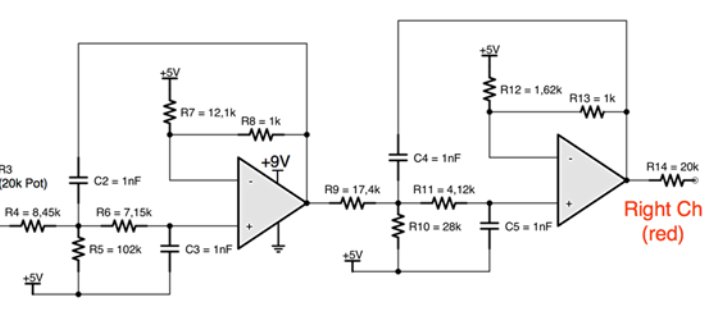 +5V
R12 = 1,62k
R13 = 1k
+5V
R7 = 12,1k
R8 = 1k
-
C4 = 1nF
+9V
R3
(20k Pot)
C2 = 1nF
-
R14 = 20k
R9 = 17,4k
R11 = 4,12k
+
R4 = 8,45k
R6 = 7,15k
+
R10 = 28k
C5 = 1nF
Right Ch
(red)
R5 = 102k
C3 = 1nF
+5V
+5V